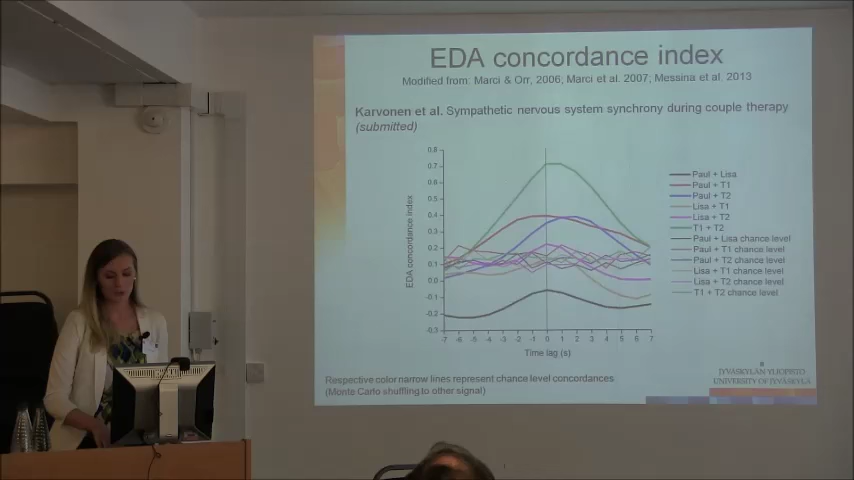 EDA concordance index
Modified from: Marci & Orr, 2006; Marci et al. 2007; Messina et al. 2013
Karvonen et al. Sympathetic nervous system synchrony during couple therapy
(submitted)
0.8
0.7
0.6
0.5
0.4
0.3
0.2
0.1
0.0
-0.1
-0.2
-0.3
EDA concordance index
-7 -6 -5 -4 -3 -2 -1 0 1 2 3 4 5 6 7
Time lag (s)
Paul + Lisa
Paul + T1
Paul + T2
Lisa + T1
Lisa + T2
T1 + T2
Paul + Lisa chance level
Paul + T1 chance level
Paul + T2 chance level
Lisa + T1 chance level
Lisa + T2 chance level
T1 + T2 chance level
Respective color narrow lines represent chance level concordances
(Monte Carlo shuffling to other signal)
JYVÄSKYLÄN YLIOPISTO
UNIVERSITY OF JYVÄSKYLÄ